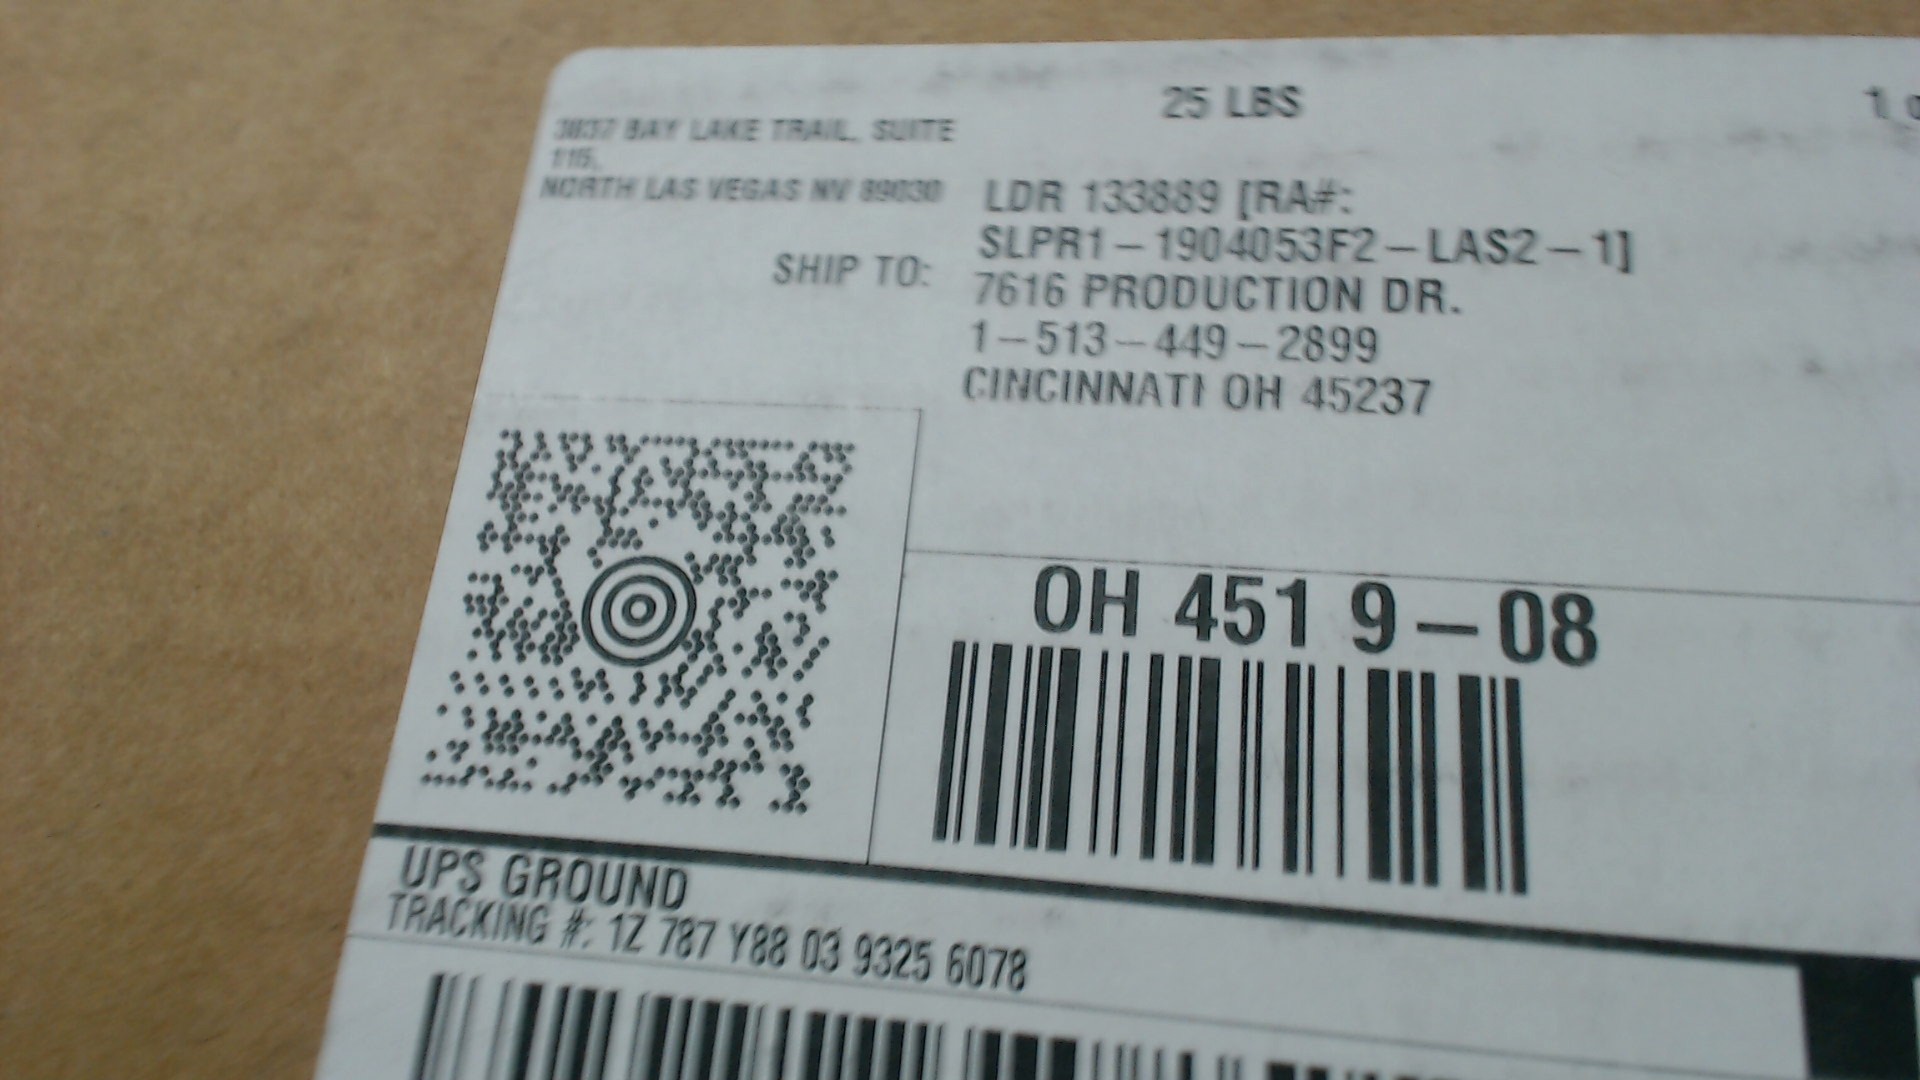 25 LBS
1
3837 BAY LAKE TRAIL, SUITE
115,
NORTH LAS VEGAS NV 89030
SHIP TO:
LDR 133889 [RA#:
SLPR1-1904053F2-LAS2-1]
7616 PRODUCTION DR.
1-513-449-2899
CINCINNATI OH 45237
OH 451 9-08
UPS GROUND
TRACKING #: 1Z 787 Y88 03 9325 6078